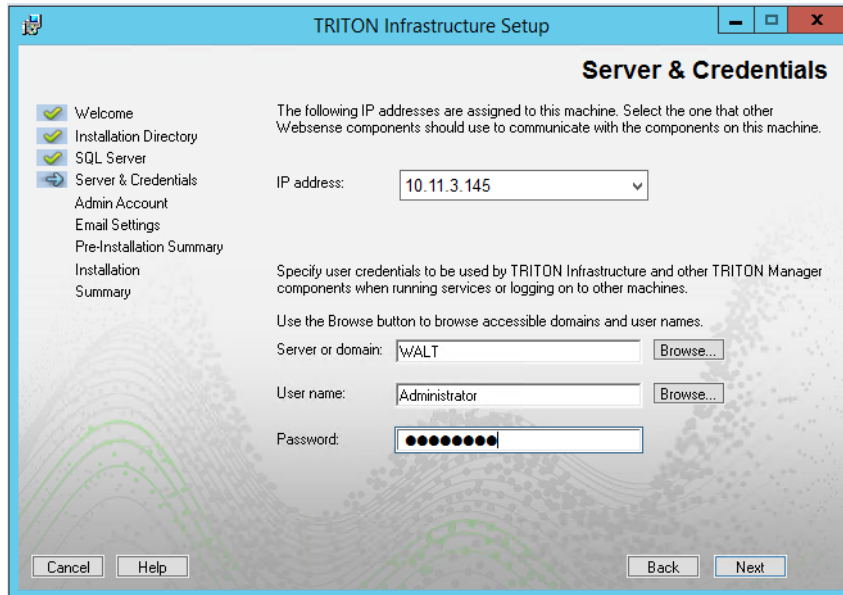 TRITON Infrastructure Setup
Server & Credentials
Welcome
Installation Directory
SQL Server
Server & Credentials
Admin Account
Email Settings
Pre-Installation Summary
Installation
Summary
The following IP addresses are assigned to this machine. Select the one that other
Websense components should use to communicate with the components on this machine.
IP address: 10.11.3.145
Specify user credentials to be used by TRITON Infrastructure and other TRITON Manager
components when running services or logging on to other machines.
Use the Browse button to browse accessible domains and user names.
Server or domain: WALT Browse...
User name: Administrator Browse...
Password: ●●●●●●●●
Cancel Help Back Next